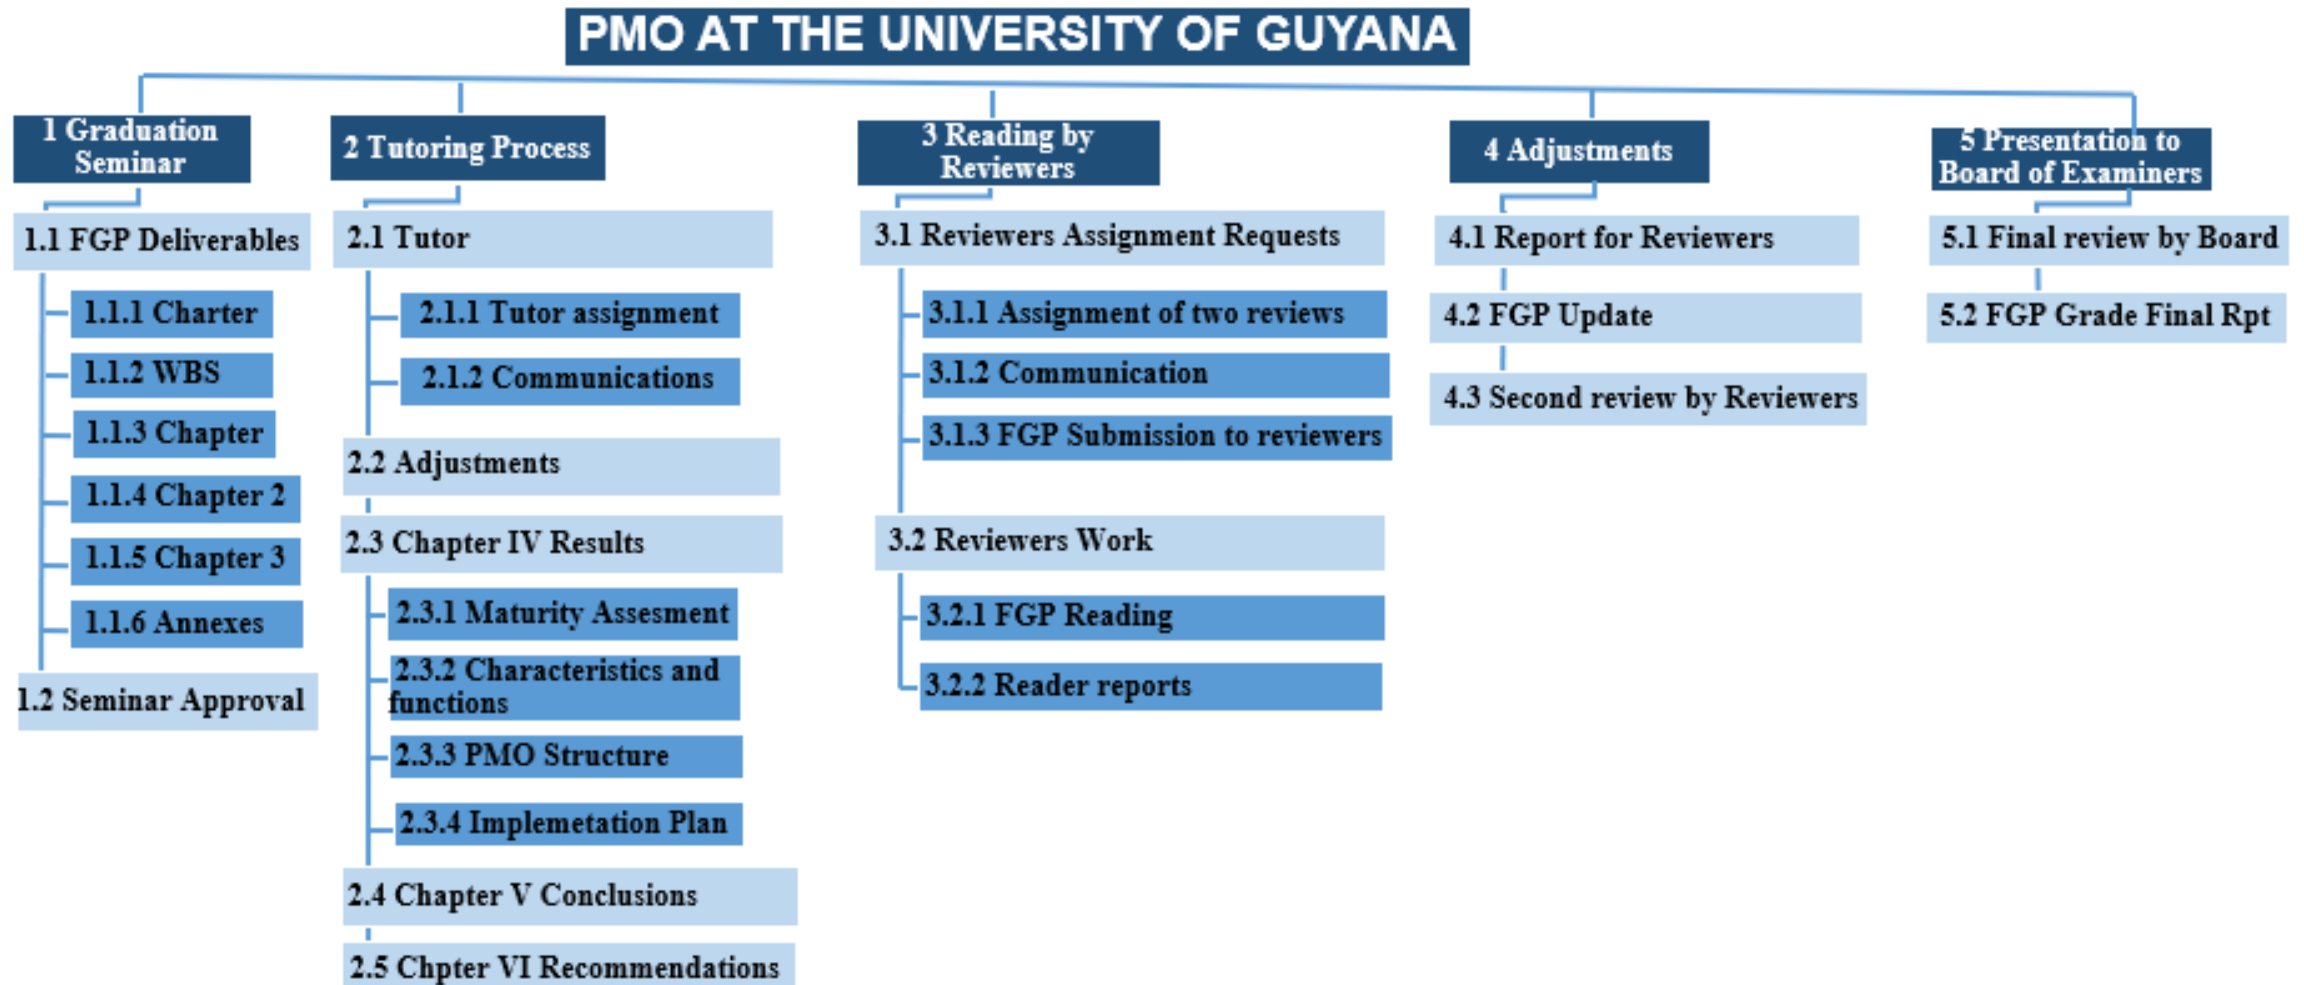 PMO AT THE UNIVERSITY OF GUYANA
1 Graduation
Seminar
1.1 FGP Deliverables
1.1.1 Charter
1.1.2 WBS
1.1.3 Chapter
1.1.4 Chapter 2
1.1.5 Chapter 3
1.1.6 Annexes
1.2 Seminar Approval
2 Tutoring Process
2.1 Tutor
2.1.1 Tutor assignment
2.1.2 Communications
2.2 Adjustments
2.3 Chapter IV Results
2.3.1 Maturity Assesment
2.3.2 Characteristics and
functions
2.3.3 PMO Structure
2.3.4 Implemetation Plan
2.4 Chapter V Conclusions
2.5 Chpter VI Recommendations
3 Reading by
Reviewers
3.1 Reviewers Assignment Requests
3.1.1 Assignment of two reviews
3.1.2 Communication
3.1.3 FGP Submission to reviewers
3.2 Reviewers Work
3.2.1 FGP Reading
3.2.2 Reader reports
4 Adjustments
4.1 Report for Reviewers
4.2 FGP Update
4.3 Second review by Reviewers
5 Presentation to
Board of Examiners
5.1 Final review by Board
5.2 FGP Grade Final Rpt